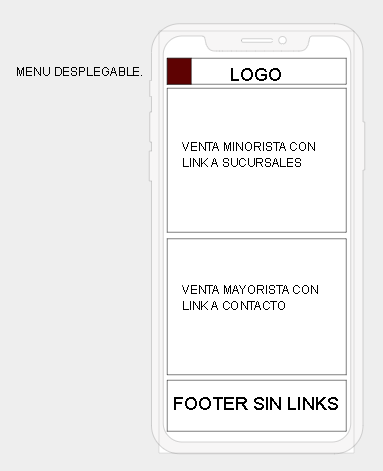 MENU DESPLEGABLE.
LOGO
VENTA MINORISTA CON
LINK A SUCURSALES
VENTA MAYORISTA CON
LINK A CONTACTO
FOOTER SIN LINKS